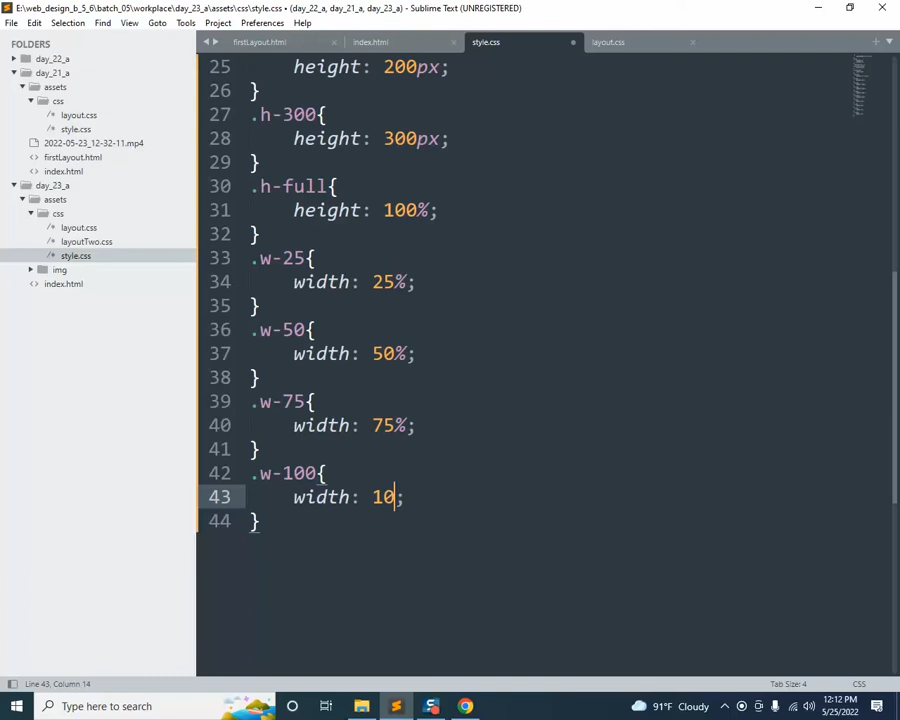 E:\web_design_b_5_6\batch_05\workplace\day_23_a\assets\css\style.css • (day_22_a, day_21_a, day_23_a) - Sublime Text (UNREGISTERED)
File Edit Selection Find View Goto Tools Project Preferences Help
FOLDERS
day_22_a
day_21_a
assets
css
/* layout.css
/* style.css
2022-05-23_12-32-11.mp4
<> firstLayout.html
<> index.html
day_23_a
assets
css
/* layout.css
/* layoutTwo.css
/* style.css
img
<> index.html
firstLayout.html × index.html × style.css • layout.css ×
25 height: 200px;
26 }
27 .h-300{
28 height: 300px;
29 }
30 .h-full{
31 height: 100%;
32 }
33 .w-25{
34 width: 25%;
35 }
36 .w-50{
37 width: 50%;
38 }
39 .w-75{
40 width: 75%;
41 }
42 .w-100{
43 width: 10;
44 }
Line 43, Column 14 Tab Size: 4 CSS
Type here to search 91°F Cloudy 12:12 PM
5/25/2022